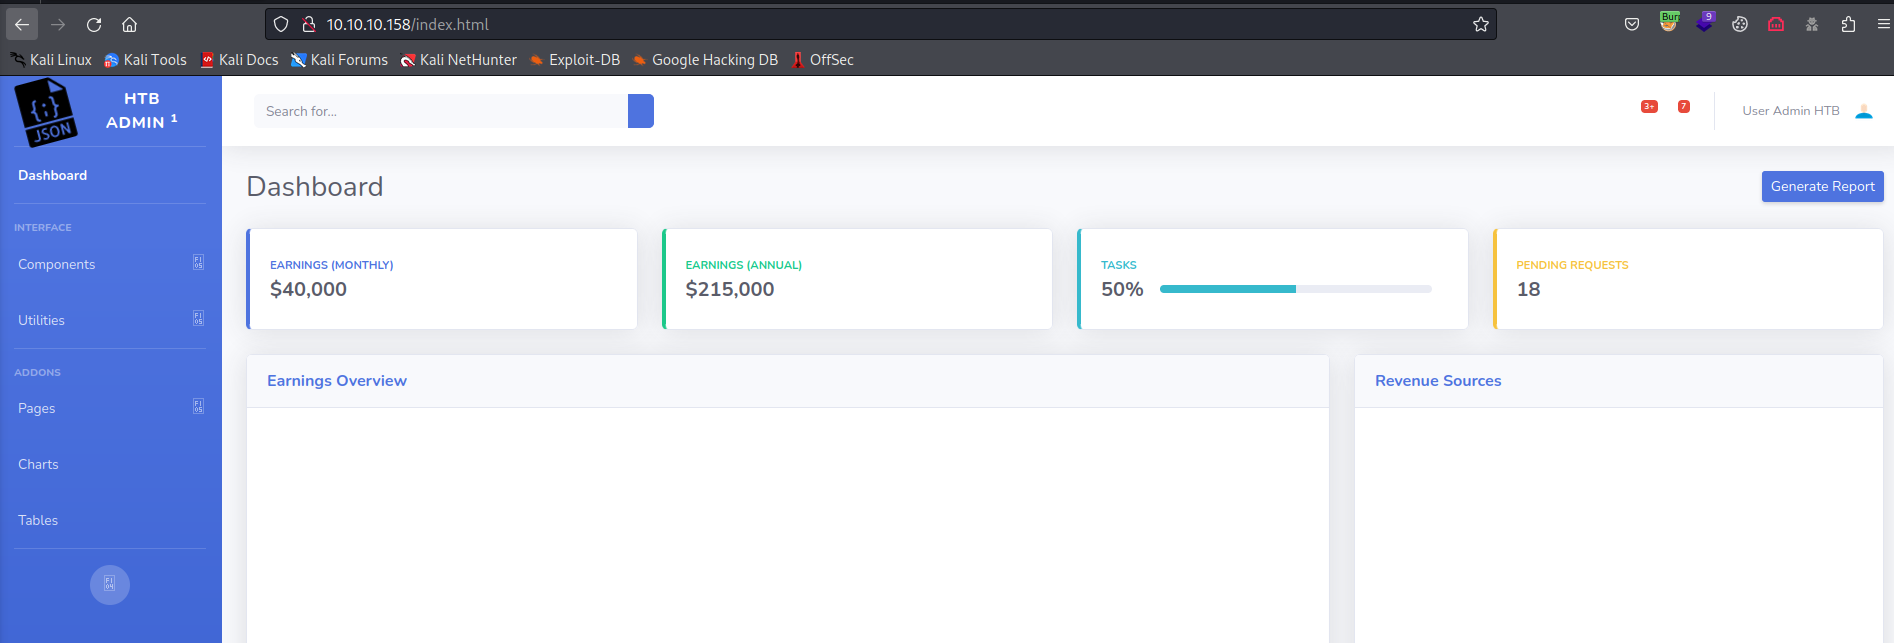 10.10.10.158/index.html
Bur
9
Kali Linux Kali Tools Kali Docs Kali Forums Kali NetHunter Exploit-DB Google Hacking DB OffSec
{;}
JSON
HTB
ADMIN 1
Search for...
3+
7
User Admin HTB
Dashboard
INTERFACE
Components
Utilities
ADDONS
Pages
Charts
Tables
Dashboard
Generate Report
EARNINGS (MONTHLY)
$40,000
EARNINGS (ANNUAL)
$215,000
TASKS
50%
PENDING REQUESTS
18
Earnings Overview
Revenue Sources